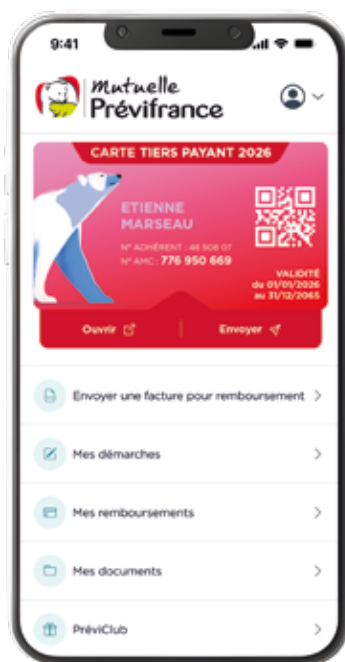 9:41
Mutuelle
Prévifrance
CARTE TIERS PAYANT 2026
ETIENNE
MARSEAU
N° ADHÉRENT : 46 508 07
N° AMC : 776 950 669
VALIDITÉ
du 01/01/2026
au 31/12/2065
Ouvrir
Envoyer
Envoyer une facture pour remboursement
Mes démarches
Mes remboursements
Mes documents
PréviClub